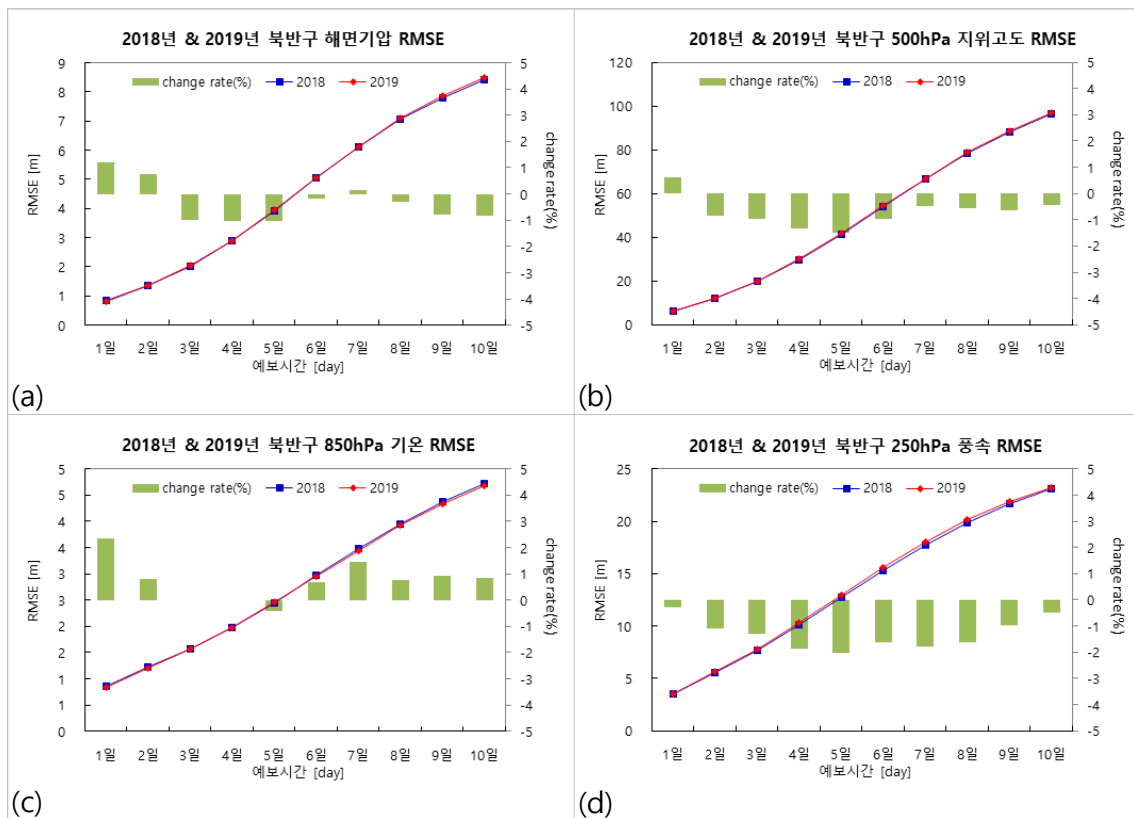 2018년 & 2019년 북반구 해면기압 RMSE
change rate(%) 2018 2019
9
8
7
6
5
4
3
2
1
0
RMSE [m]
5
4
3
2
1
0
-1
-2
-3
-4
-5
change rate(%)
1일 2일 3일 4일 5일 6일 7일 8일 9일 10일
예보시간 [day]
(a)
2018년 & 2019년 북반구 500hPa 지위고도 RMSE
change rate(%) 2018 2019
120
100
80
60
40
20
0
RMSE [m]
5
4
3
2
1
0
-1
-2
-3
-4
-5
change rate(%)
1일 2일 3일 4일 5일 6일 7일 8일 9일 10일
예보시간 [day]
(b)
2018년 & 2019년 북반구 850hPa 기온 RMSE
change rate(%) 2018 2019
5
5
4
4
3
3
2
2
1
1
0
RMSE [m]
5
4
3
2
1
0
-1
-2
-3
-4
-5
change rate(%)
1일 2일 3일 4일 5일 6일 7일 8일 9일 10일
예보시간 [day]
(c)
2018년 & 2019년 북반구 250hPa 풍속 RMSE
change rate(%) 2018 2019
25
20
15
10
5
0
RMSE [m]
5
4
3
2
1
0
-1
-2
-3
-4
-5
change rate(%)
1일 2일 3일 4일 5일 6일 7일 8일 9일 10일
예보시간 [day]
(d)